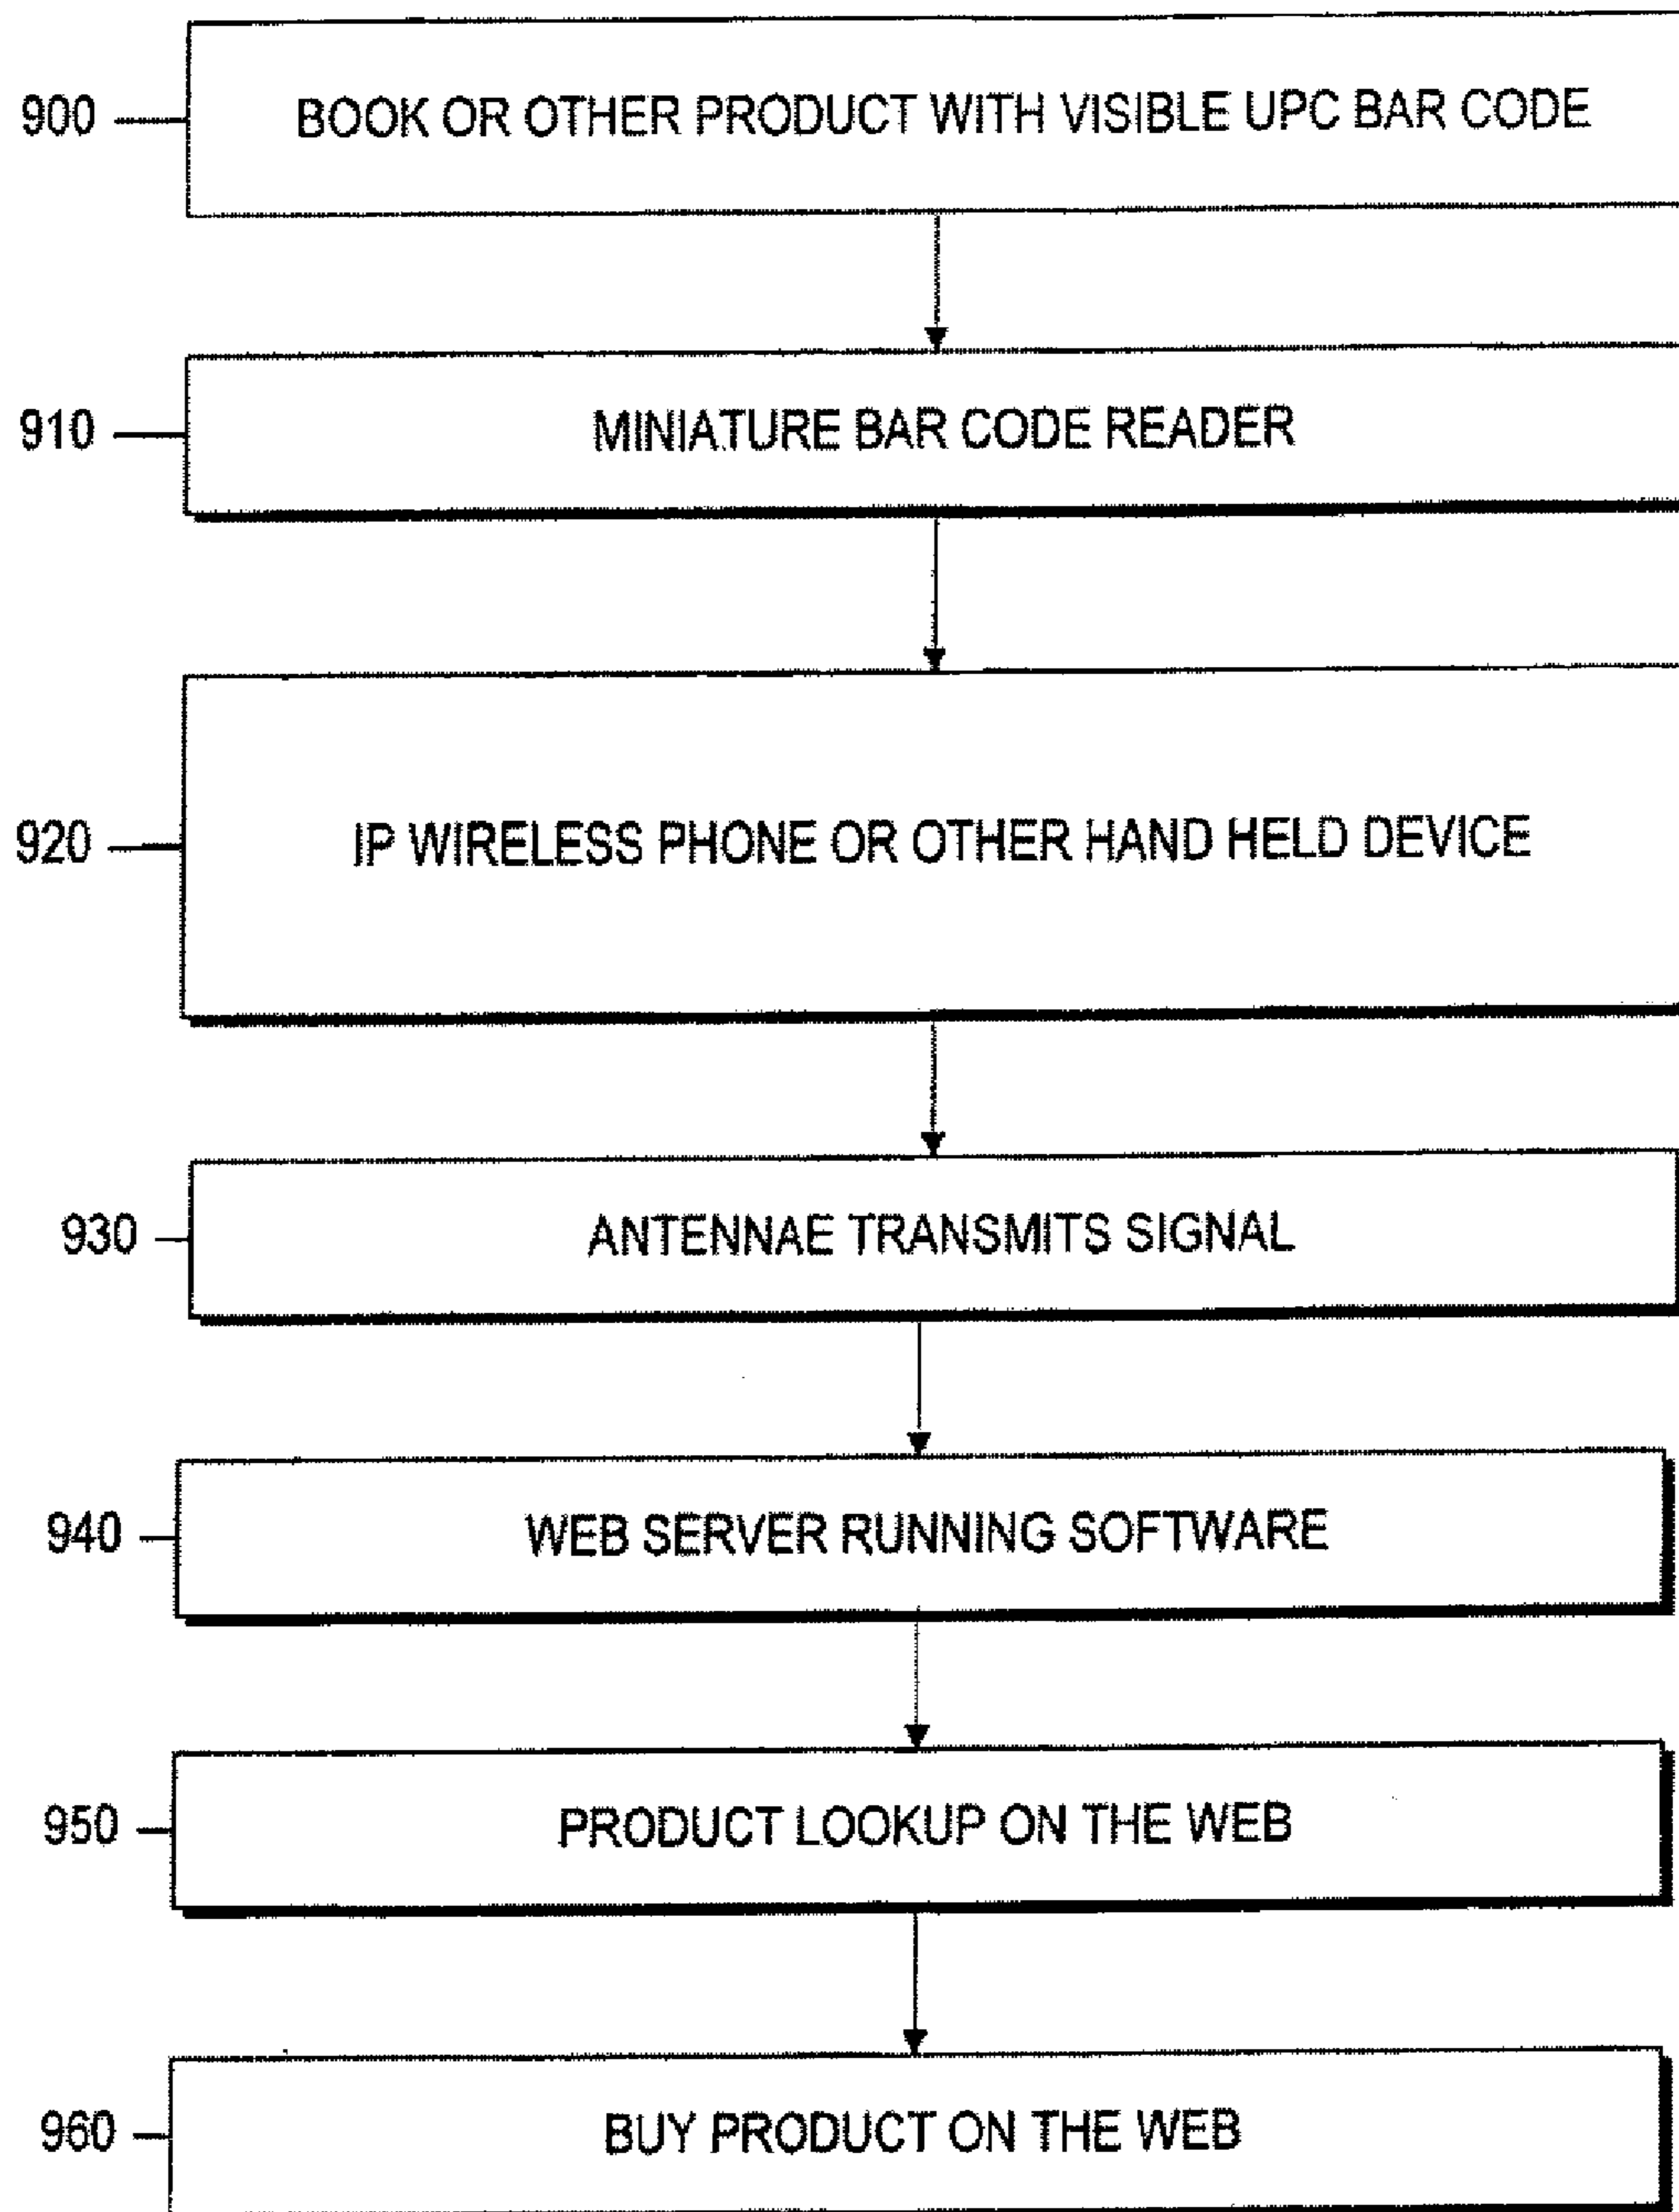 900 BOOK OR OTHER PRODUCT WITH VISIBLE UPC BAR CODE
910 MINIATURE BAR CODE READER
920 IP WIRELESS PHONE OR OTHER HAND HELD DEVICE
930 ANTENNAE TRANSMITS SIGNAL
940 WEB SERVER RUNNING SOFTWARE
950 PRODUCT LOOKUP ON THE WEB
960 BUY PRODUCT ON THE WEB